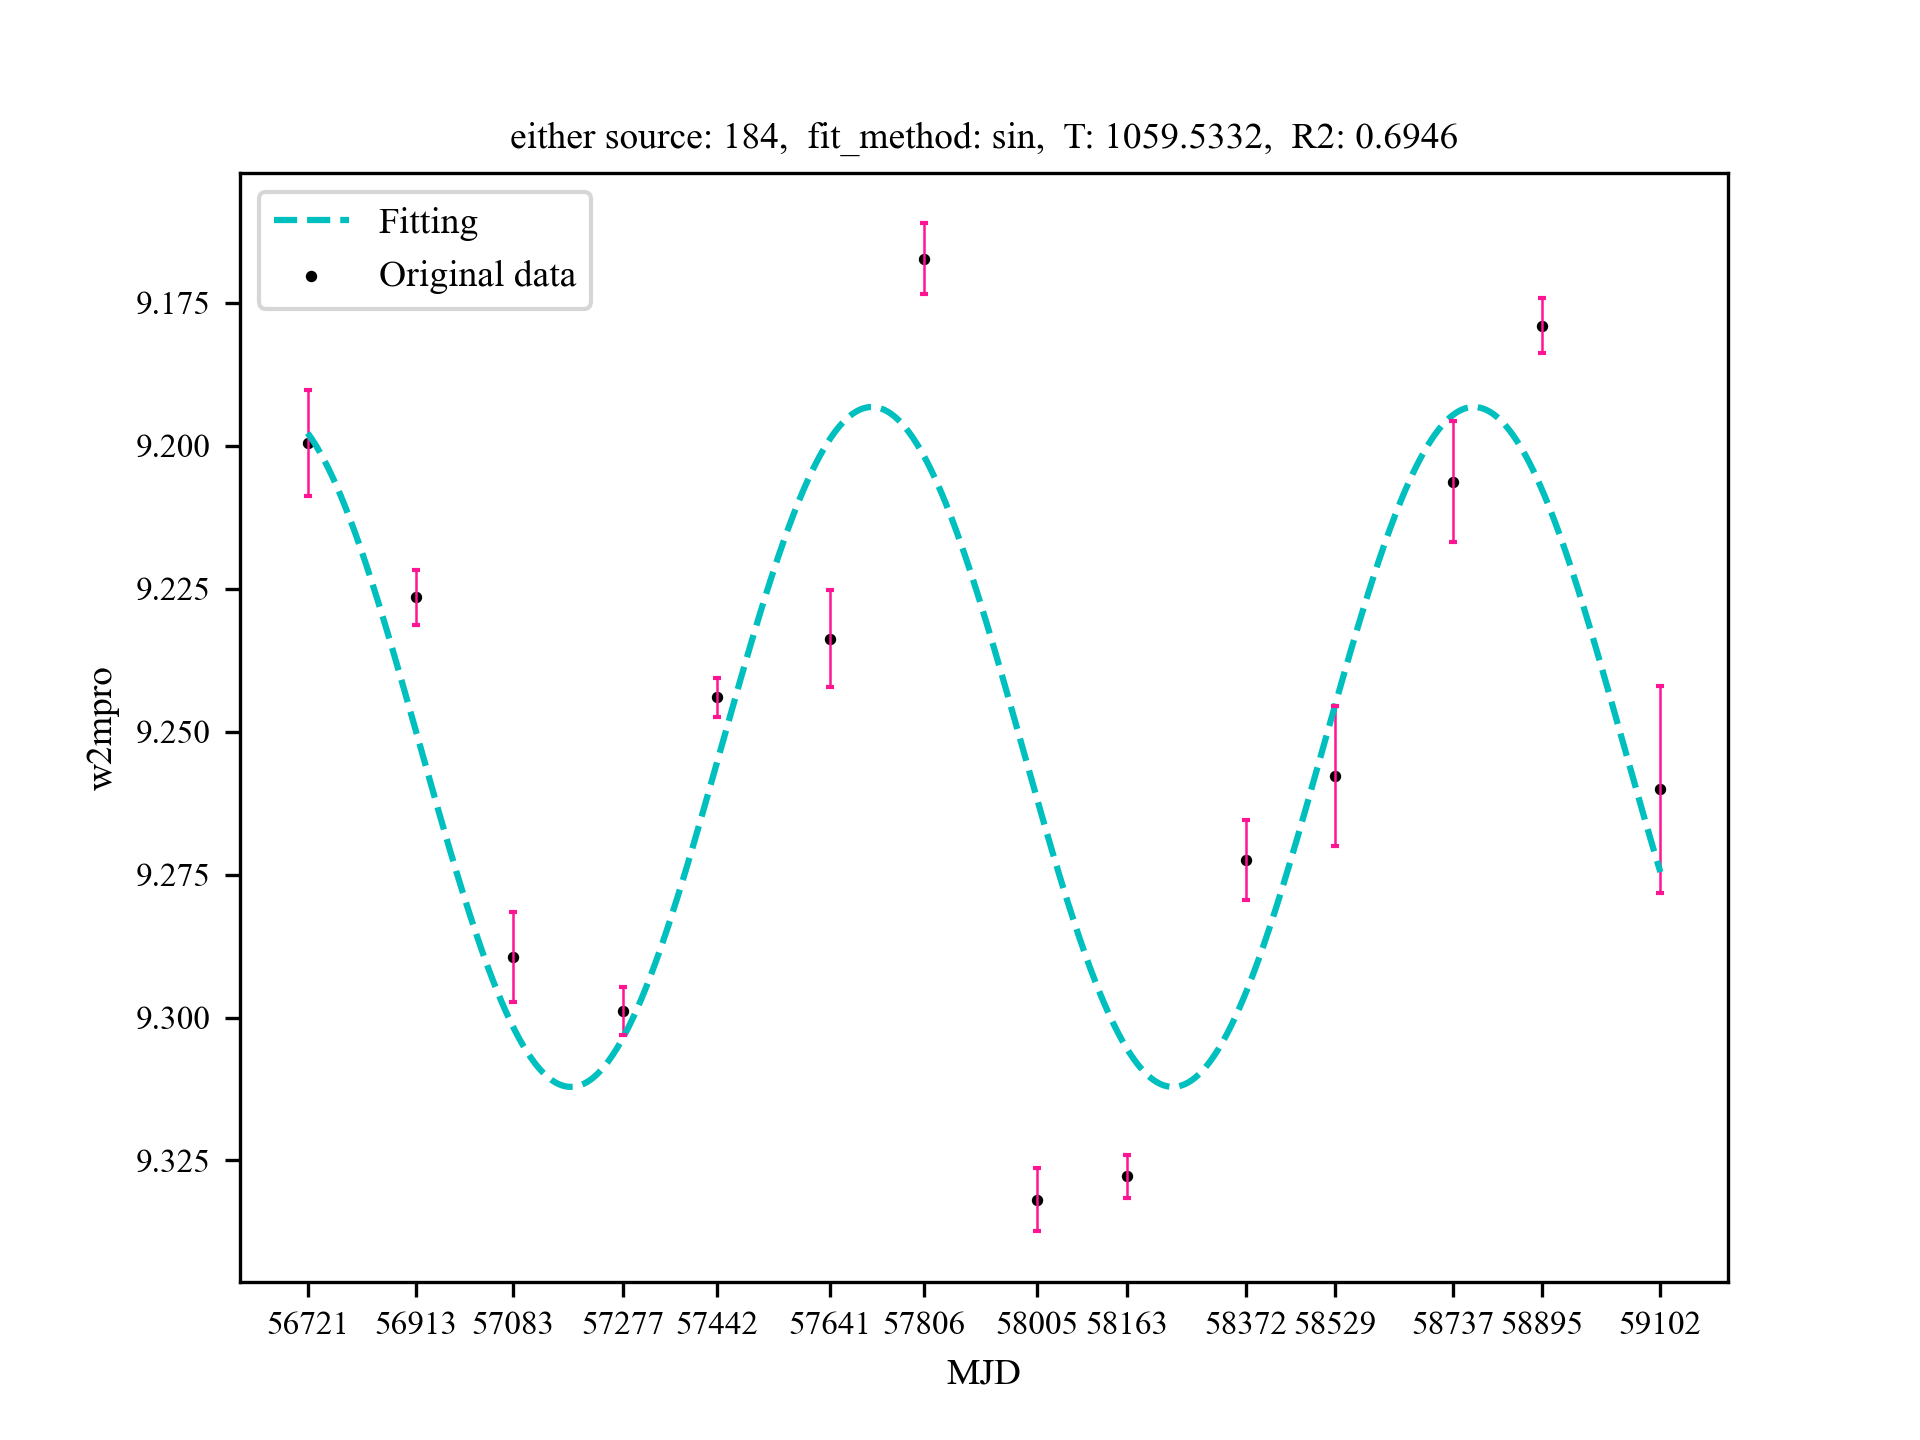 either source: 184, fit_method: sin, T: 1059.5332, R2: 0.6946
Fitting
Original data
9.175
9.200
9.225
9.250
9.275
9.300
9.325
w2mpro
56721 56913 57083 57277 57442 57641 57806 58005 58163 58372 58529 58737 58895 59102
MJD